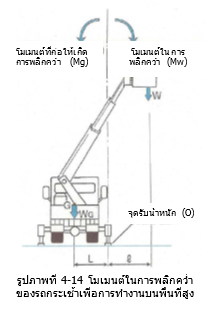 โมเมนต์ที่ก่อให้เกิด
การพลิกคว่ำ (Mg)
โมเมนต์ในการ
พลิกคว่ำ (Mw)
W
G
WG
จุดรับน้ำหนัก (O)
L
ℓ
รูปภาพที่ 4-14 โมเมนต์ในการพลิกคว่ำ
ของรถกระเช้าเพื่อการทำงานบนพื้นที่สูง